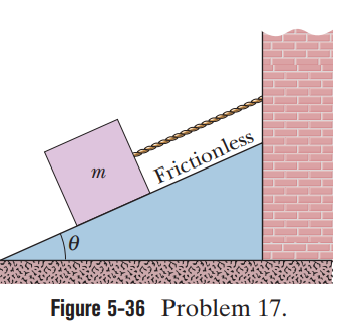 Frictionless
m
θ
Figure 5-36 Problem 17.